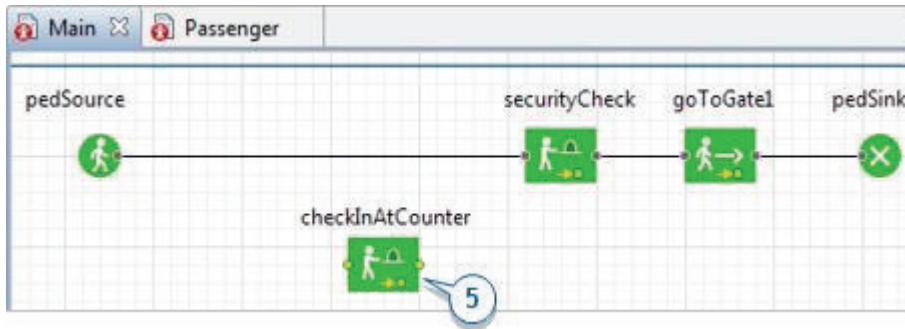 Main Passenger
pedSource securityCheck goToGate1 pedSink
checkInAtCounter
5